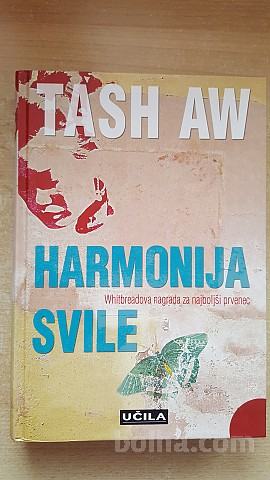 TASH AW
HARMONIJA
Whitbreadova nagrada za najboljši prvenec
SVILE
UČILA
bolha.com